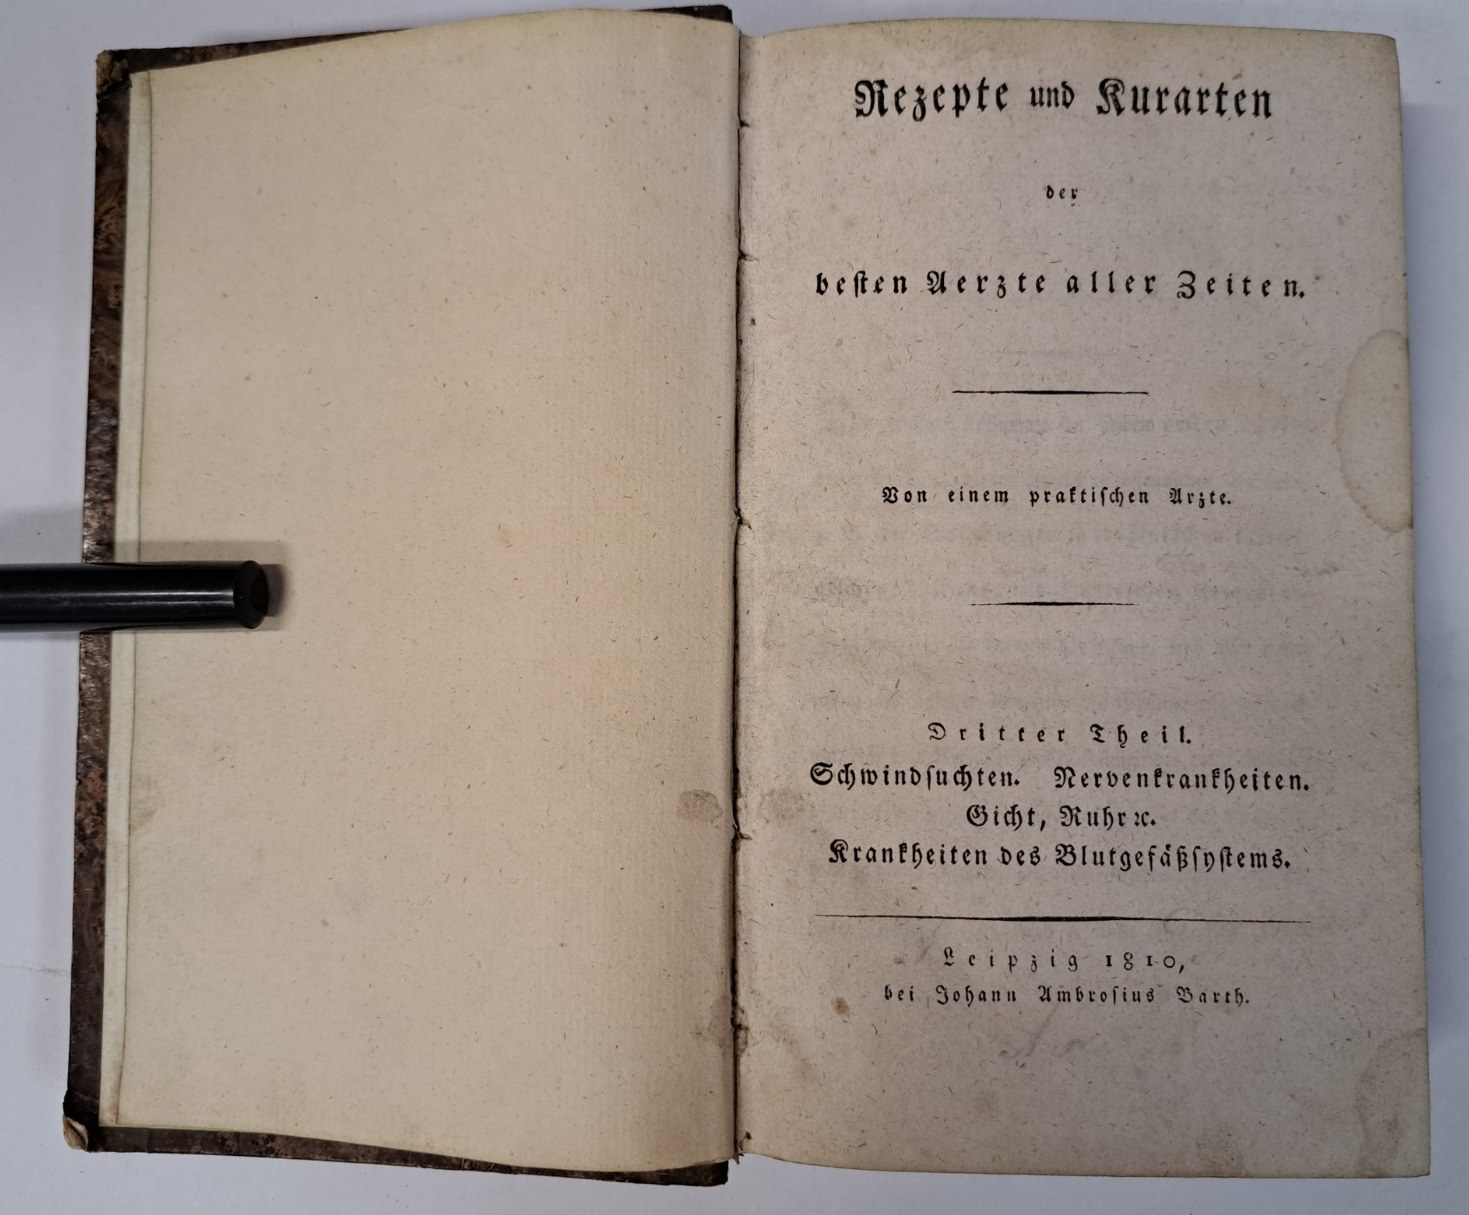 Rezepte und Kurarten
der
beſten Aerzte aller Zeiten.
Von einem praktiſchen Arzte.
Dritter Theil.
Schwindſuchten. Nervenkrankheiten.
Gicht, Ruhr ꝛc.
Krankheiten des Blutgefäßſyſtems.
Leipzig 1810,
bei Johann Ambroſius Barth.